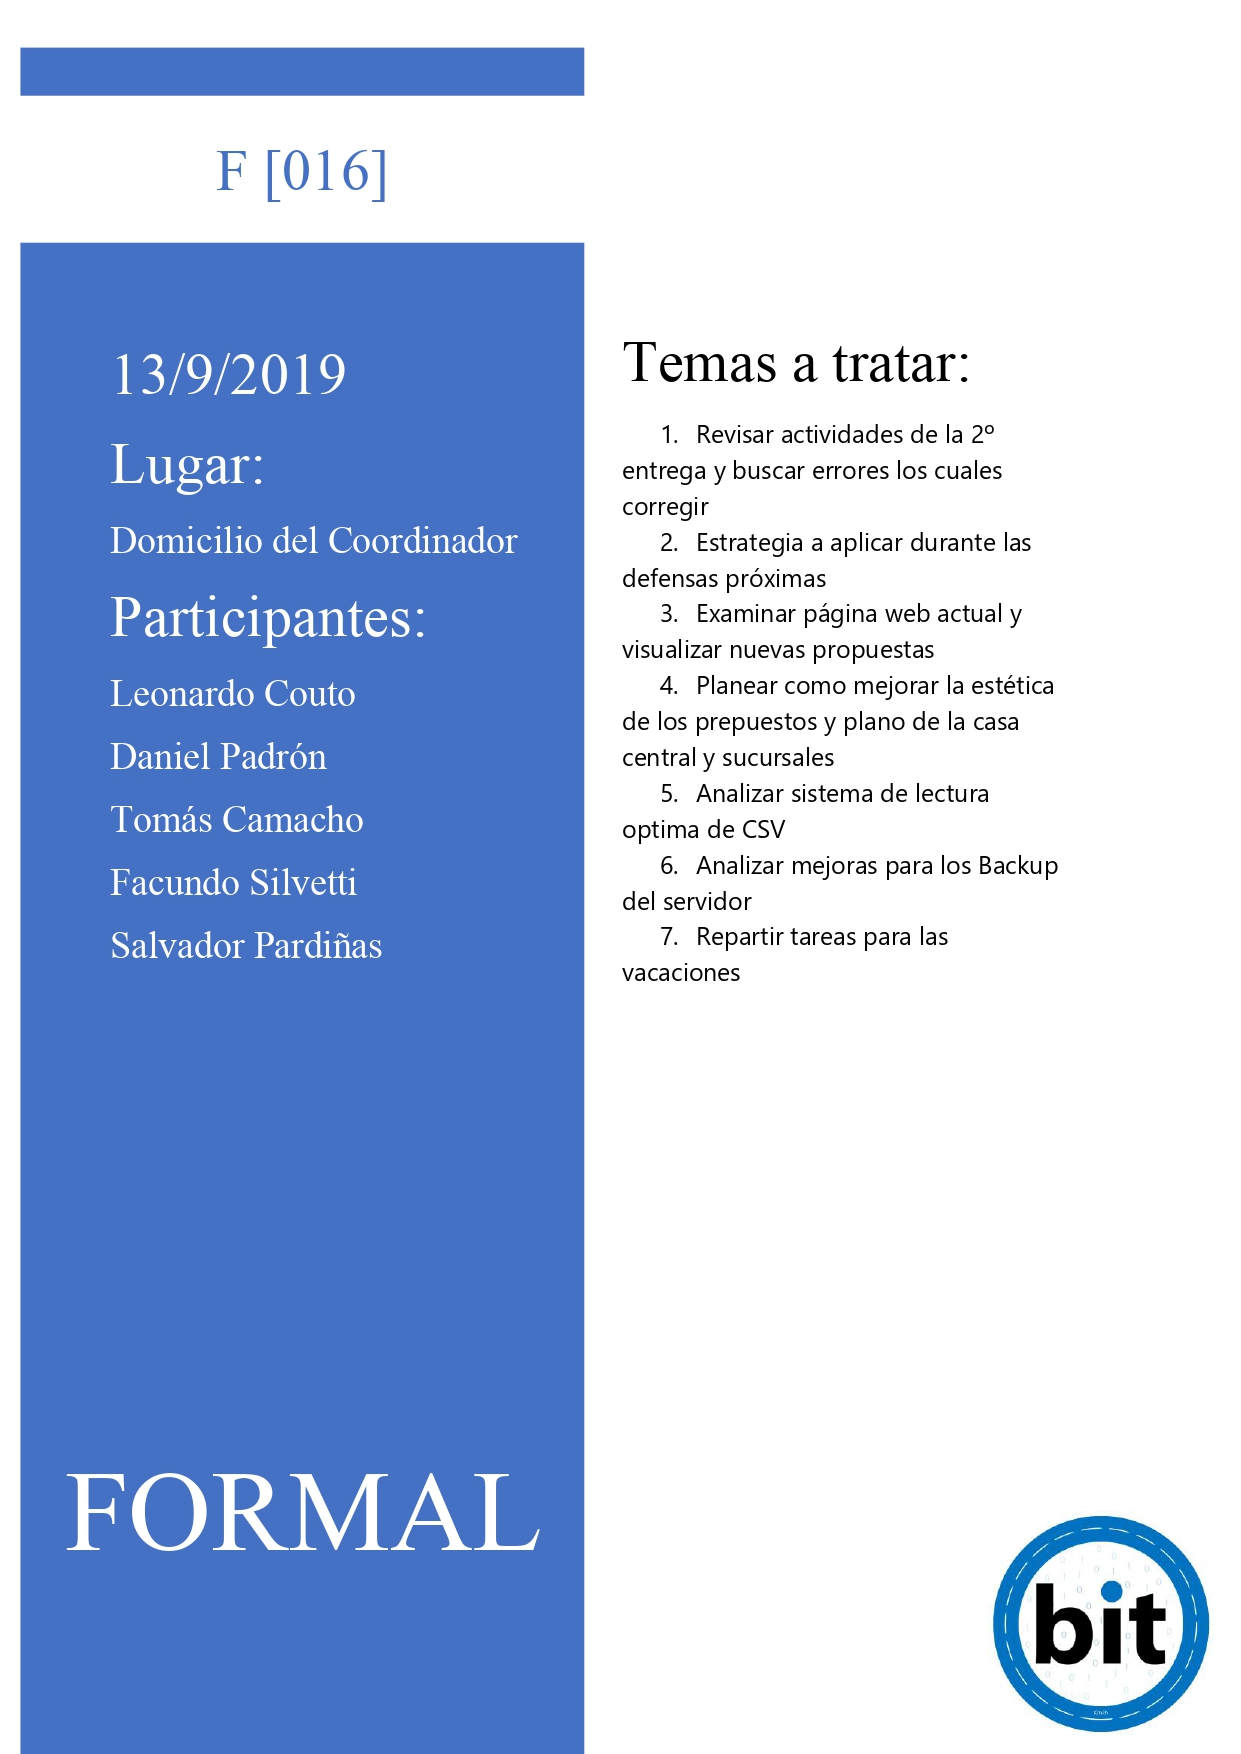 F [016]
13/9/2019
Lugar:
Domicilio del Coordinador
Participantes:
Leonardo Couto
Daniel Padrón
Tomás Camacho
Facundo Silvetti
Salvador Pardiñas
FORMAL
Temas a tratar:
1. Revisar actividades de la 2º
entrega y buscar errores los cuales
corregir
2. Estrategia a aplicar durante las
defensas próximas
3. Examinar página web actual y
visualizar nuevas propuestas
4. Planear como mejorar la estética
de los prepuestos y plano de la casa
central y sucursales
5. Analizar sistema de lectura
optima de CSV
6. Analizar mejoras para los Backup
del servidor
7. Repartir tareas para las
vacaciones
bit